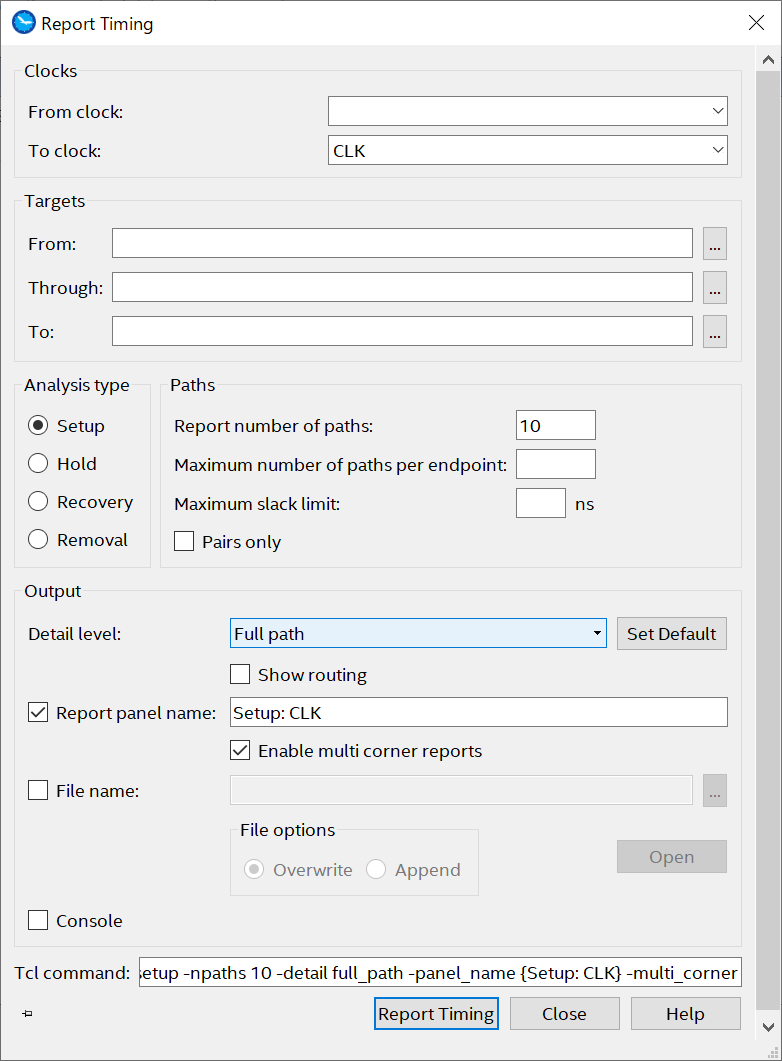 Report Timing
Clocks
From clock:
To clock: CLK
Targets
From: ...
Through: ...
To: ...
Analysis type
Setup
Hold
Recovery
Removal
Paths
Report number of paths: 10
Maximum number of paths per endpoint:
Maximum slack limit: ns
Pairs only
Output
Detail level: Full path Set Default
Show routing
Report panel name: Setup: CLK
Enable multi corner reports
File name: ...
File options
Overwrite Append
Open
Console
Tcl command: setup -npaths 10 -detail full_path -panel_name {Setup: CLK} -multi_corner
Report Timing Close Help